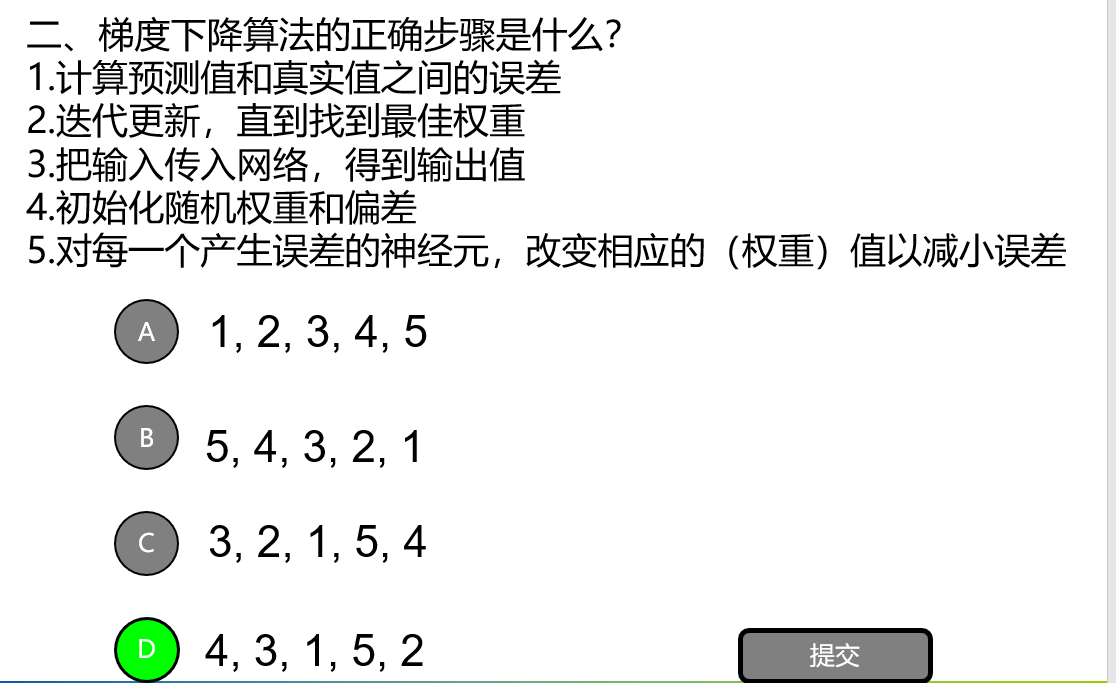 二、梯度下降算法的正确步骤是什么？
1.计算预测值和真实值之间的误差
2.迭代更新，直到找到最佳权重
3.把输入传入网络，得到输出值
4.初始化随机权重和偏差
5.对每一个产生误差的神经元，改变相应的（权重）值以减小误差
A 1, 2, 3, 4, 5
B 5, 4, 3, 2, 1
C 3, 2, 1, 5, 4
D 4, 3, 1, 5, 2
提交